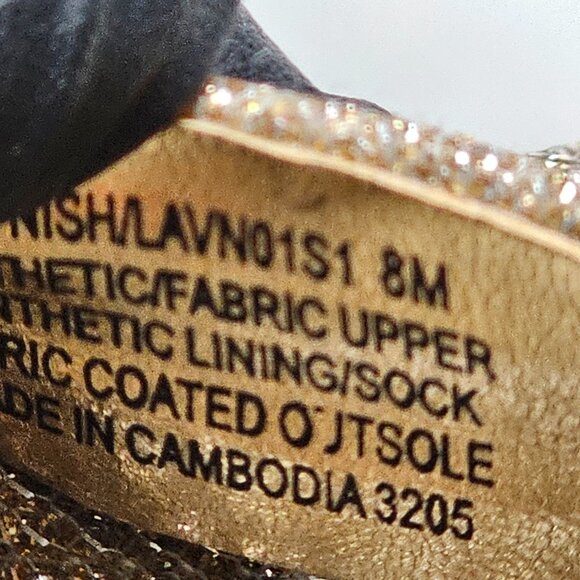 NISH/LAVN01S1 8M
THETIC/FABRIC UPPER
THETIC LINING/SOCK
RIC COATED OUTSOLE
DE IN CAMBODIA 3205